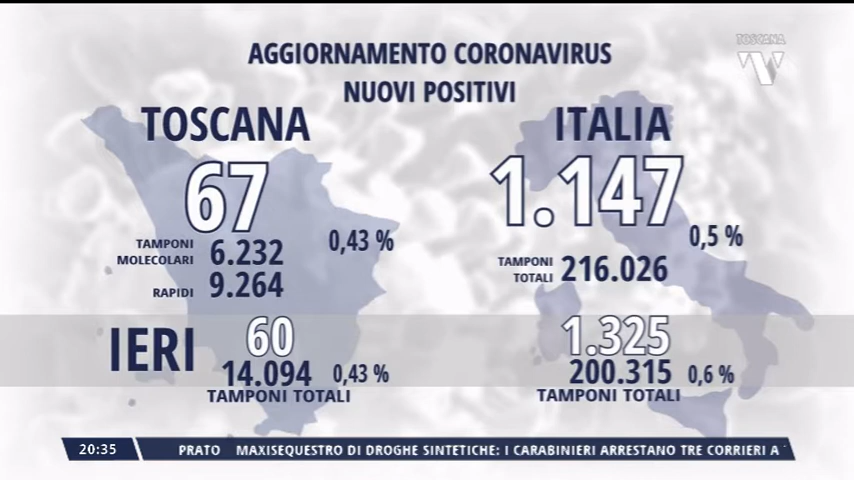 AGGIORNAMENTO CORONAVIRUS
NUOVI POSITIVI
TOSCANA
TV
TOSCANA
67
TAMPONI
MOLECOLARI 6.232
RAPIDI 9.264
0,43 %
ITALIA
1.147
0,5 %
TAMPONI
TOTALI 216.026
IERI
60
14.094 0,43 %
TAMPONI TOTALI
1.325
200.315 0,6 %
TAMPONI TOTALI
20:35 PRATO MAXISEQUESTRO DI DROGHE SINTETICHE: I CARABINIERI ARRESTANO TRE CORRIERI A